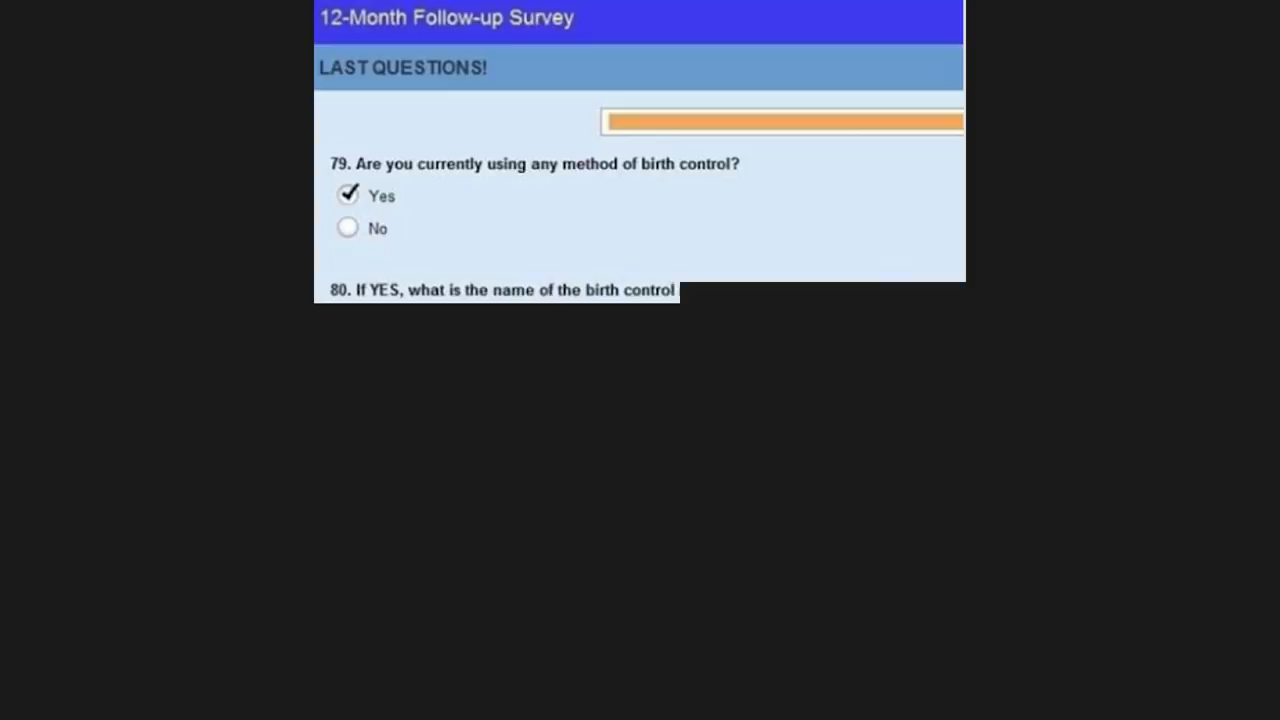 12-Month Follow-up Survey
LAST QUESTIONS!
79. Are you currently using any method of birth control?
Yes
No
80. If YES, what is the name of the birth control